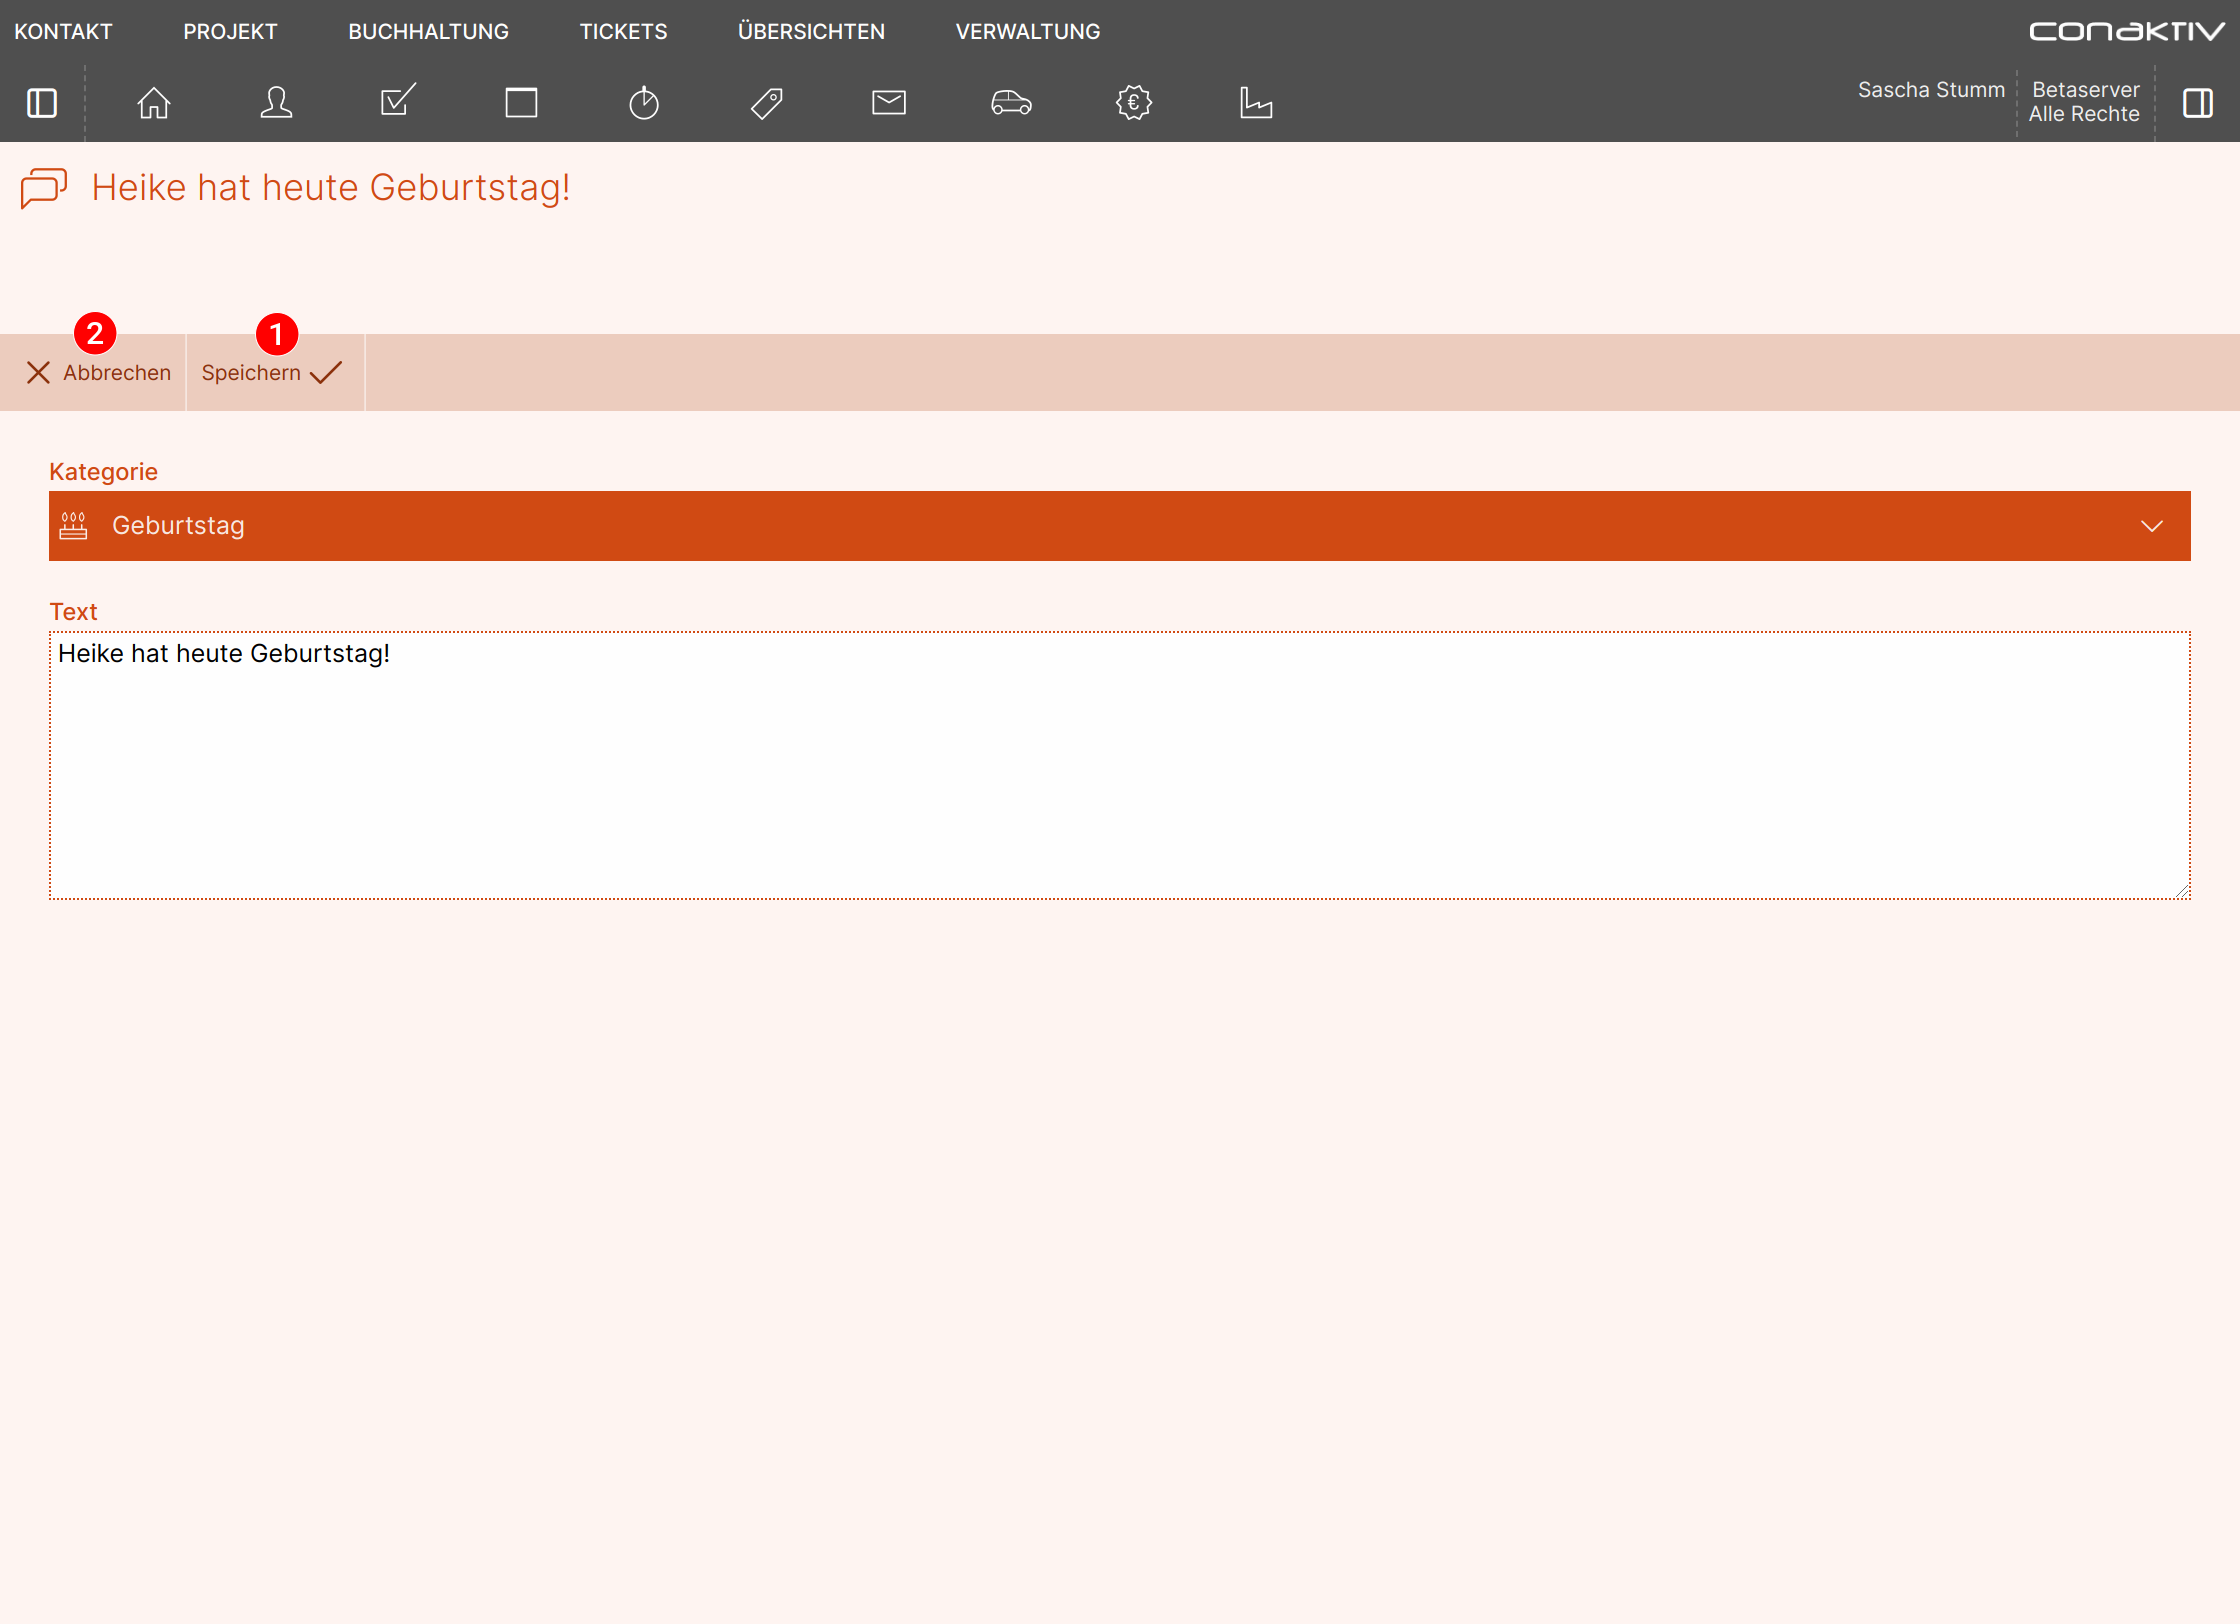 KONTAKT PROJEKT BUCHHALTUNG TICKETS ÜBERSICHTEN VERWALTUNG conaktiv
Sascha Stumm Betaserver
Alle Rechte
€
Heike hat heute Geburtstag!
2 1
Abbrechen Speichern
Kategorie
Geburtstag
Text
Heike hat heute Geburtstag!